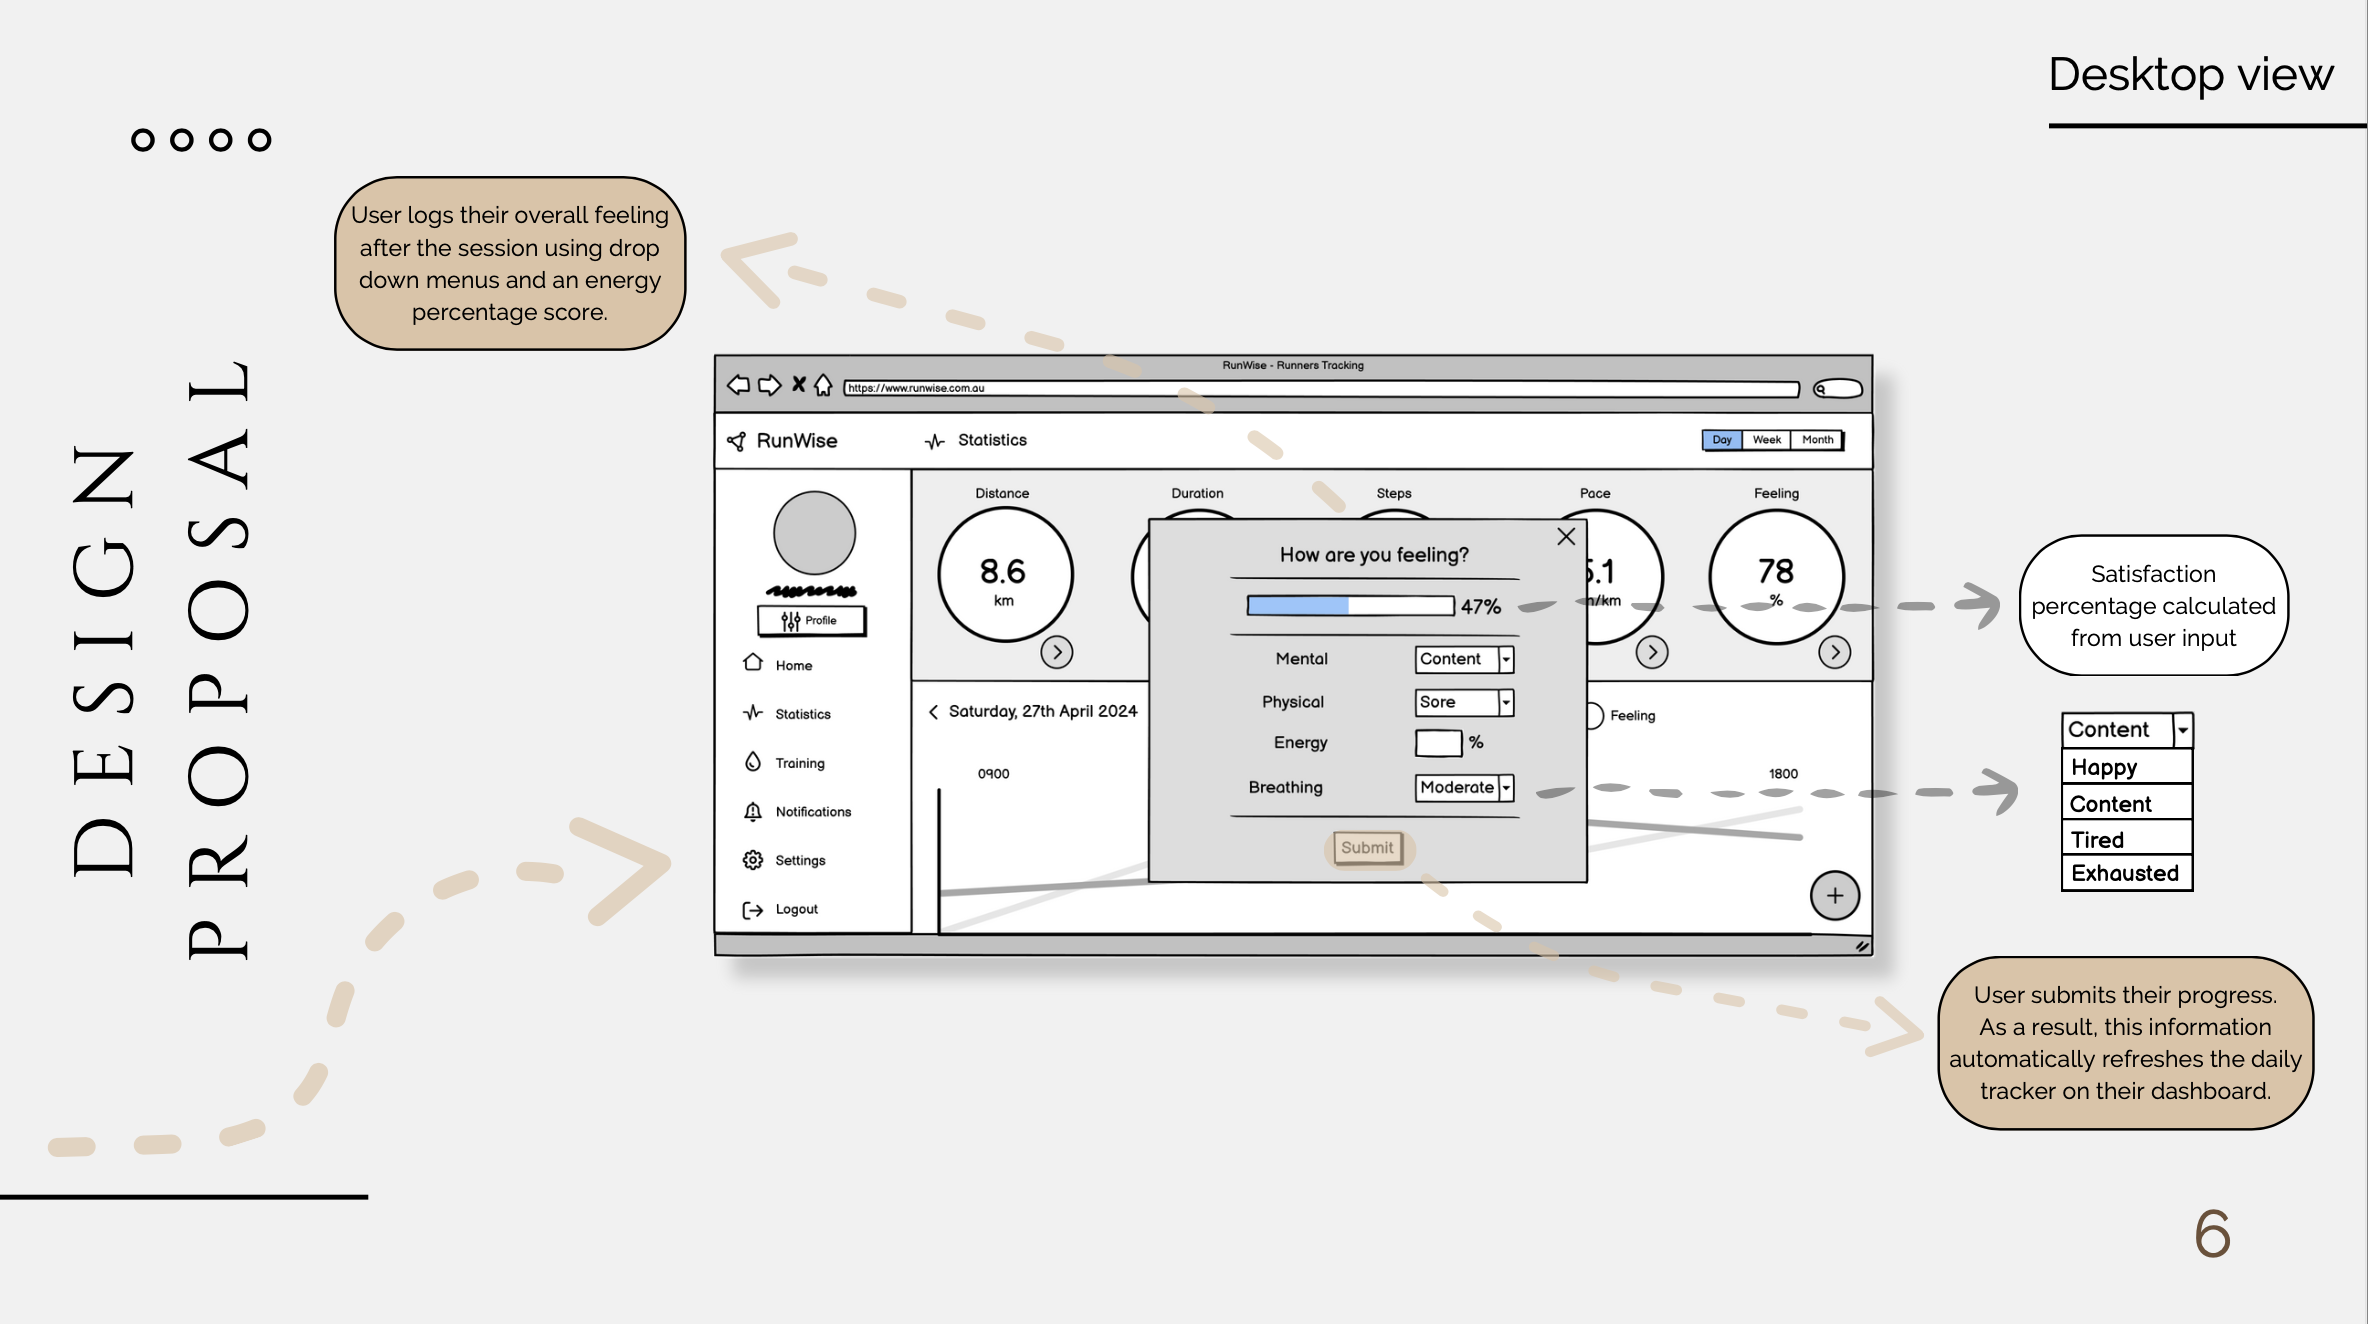 Desktop view
DESIGN
PROPOSAL
User logs their overall feeling
after the session using drop
down menus and an energy
percentage score.
RunWise - Runners Tracking
https://www.runwise.com.au
RunWise
Statistics
Day Week Month
Profile
Home
Statistics
Training
Notifications
Settings
Logout
Distance
8.6
km
Duration
Steps
Pace
5.1
/km
Feeling
78
%
Saturday, 27th April 2024
Feeling
0900
1800
How are you feeling?
47%
Mental Content
Physical Sore
Energy %
Breathing Moderate
Submit
Satisfaction
percentage calculated
from user input
Content
Happy
Content
Tired
Exhausted
User submits their progress.
As a result, this information
automatically refreshes the daily
tracker on their dashboard.
6